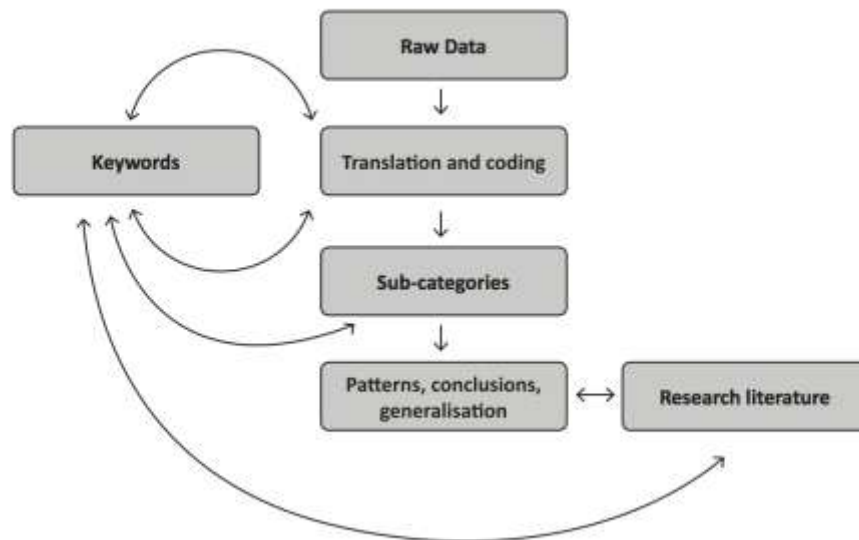 Raw Data
Keywords
Translation and coding
Sub-categories
Patterns, conclusions,
generalisation
Research literature